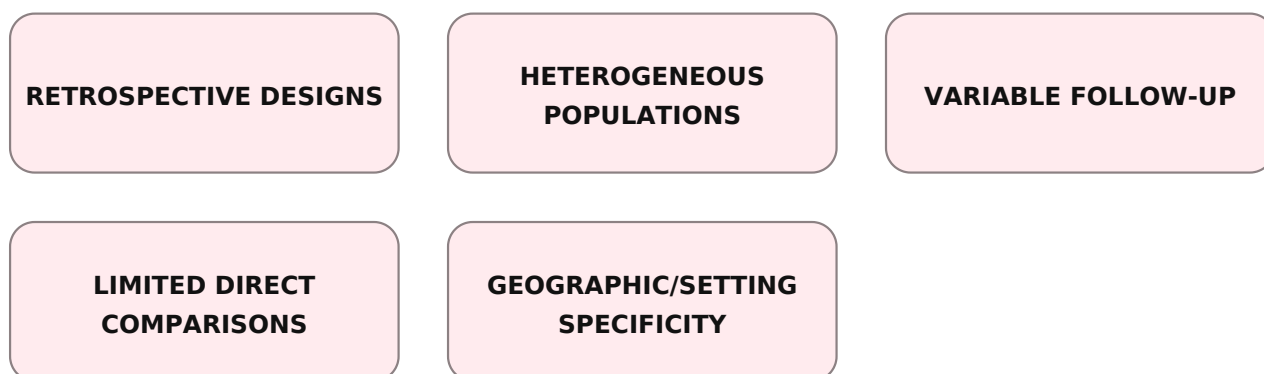 RETROSPECTIVE DESIGNS
HETEROGENEOUS
POPULATIONS
VARIABLE FOLLOW-UP
LIMITED DIRECT
COMPARISONS
GEOGRAPHIC/SETTING
SPECIFICITY